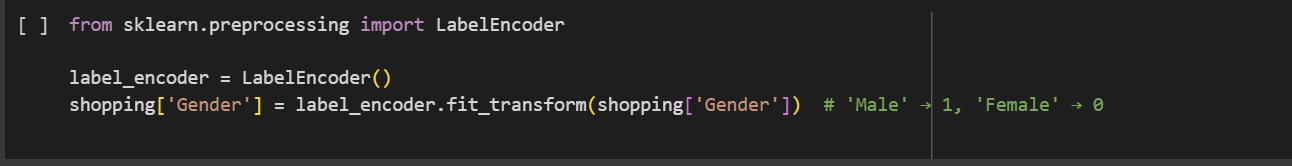 [ ] from sklearn.preprocessing import LabelEncoder
label_encoder = LabelEncoder()
shopping['Gender'] = label_encoder.fit_transform(shopping['Gender'])  # 'Male' → 1, 'Female' → 0